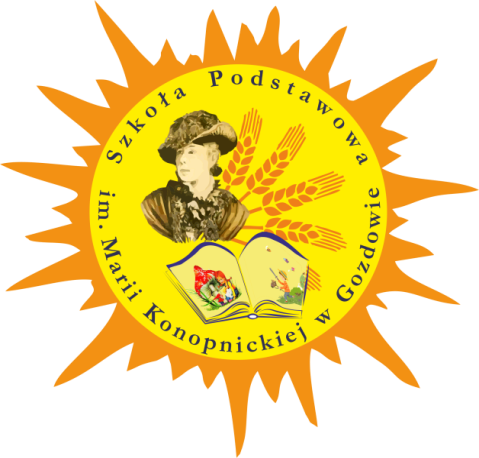 Szkoła Podstawowa
im. Marii Konopnickiej w Gozdowie